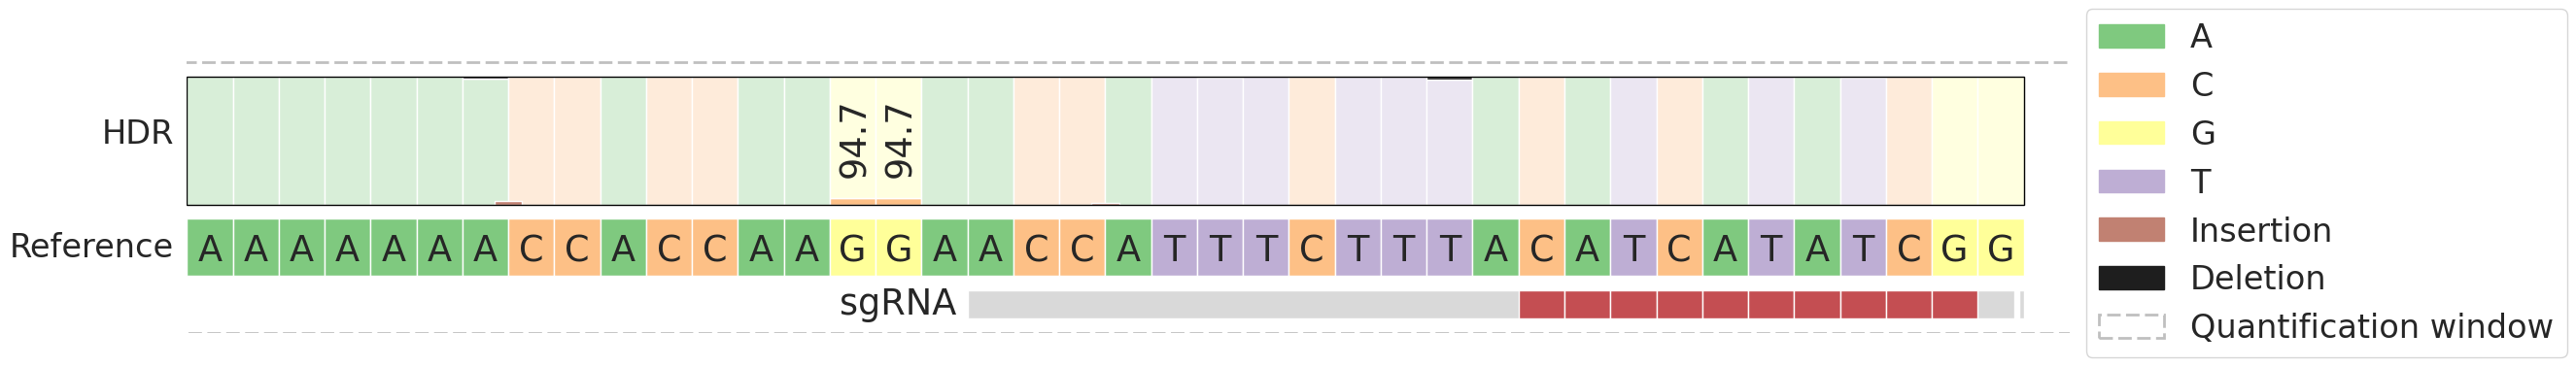 HDR
94.7 94.7
Reference A A A A A A A C C A C C A A G G A A C C A T T T C T T T A C A T C A T A T C G G
sgRNA
A
C
G
T
Insertion
Deletion
Quantification window